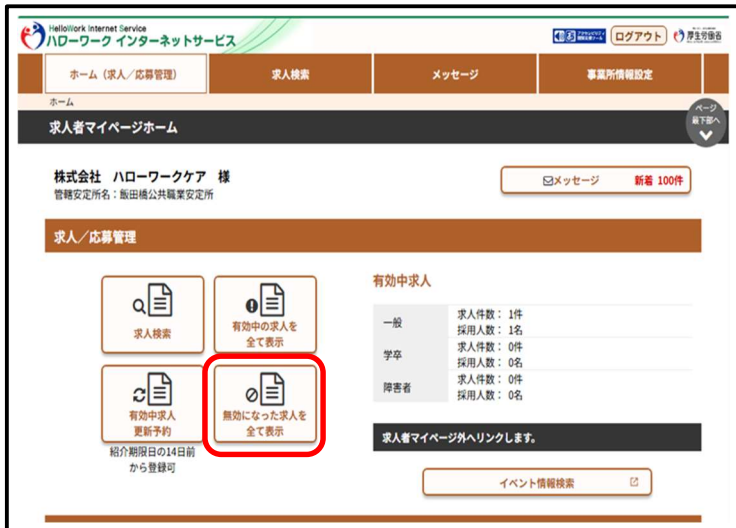 HelloWork Internet Service
ハローワーク インターネットサービス
ログアウト
厚生労働省
ホーム（求人／応募管理）
求人検索
メッセージ
事業所情報設定
ホーム
求人者マイページホーム
ページ
最下部へ
株式会社 ハローワークケア 様
管轄安定所名：飯田橋公共職業安定所
メッセージ 新着 100件
求人／応募管理
求人検索
有効中の求人を
全て表示
有効中求人
更新予約
無効になった求人を
全て表示
紹介期限日の14日前
から登録可
有効中求人
一般
求人件数： 1件
採用人数： 1名
学卒
求人件数： 0件
採用人数： 0名
障害者
求人件数： 0件
採用人数： 0名
求人者マイページ外へリンクします。
イベント情報検索